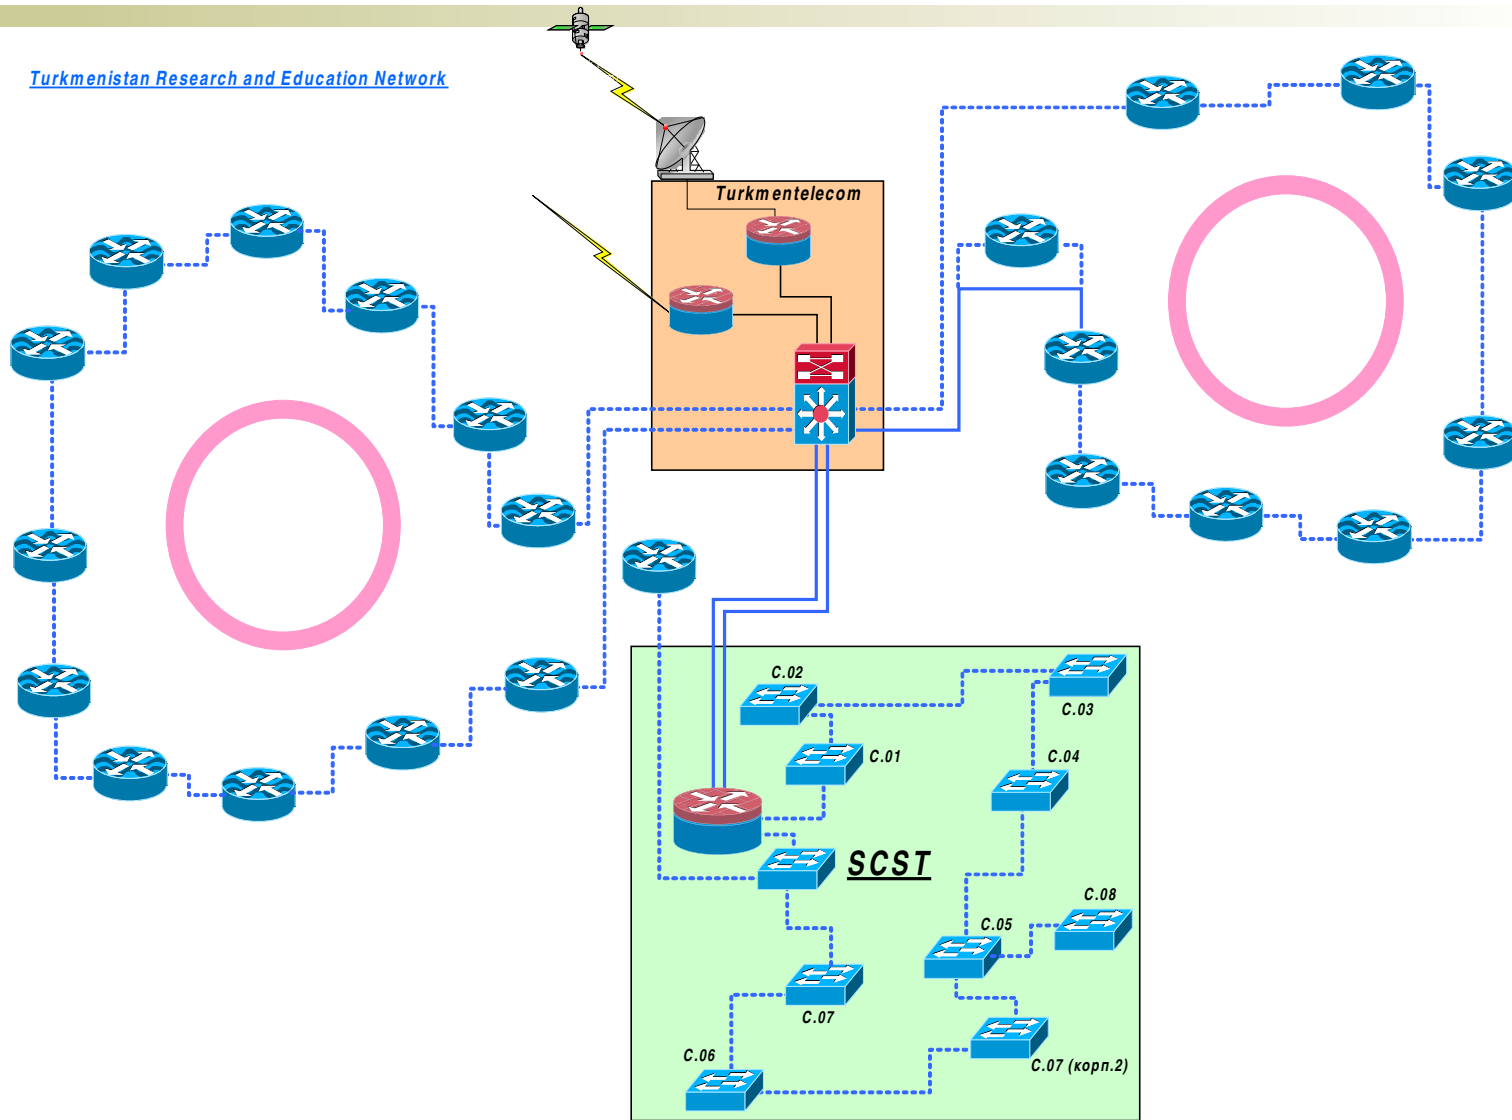 Turkmenistan Research and Education Network
Turkmentelecom
C.02
C.03
C.01
C.04
SCST
C.08
C.05
C.07
C.06
C.07 (корп.2)